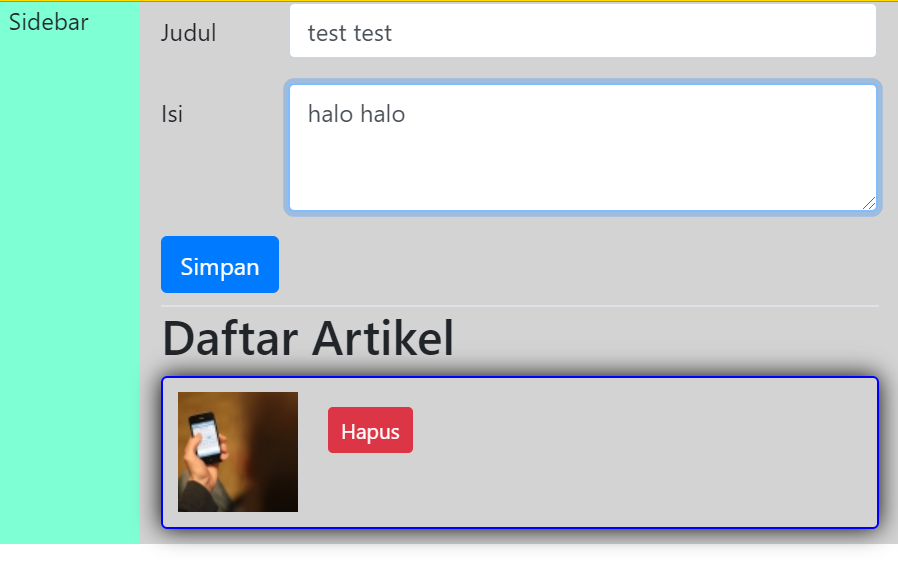 Sidebar
Judul
test test
Isi
halo halo
Simpan
Daftar Artikel
Hapus